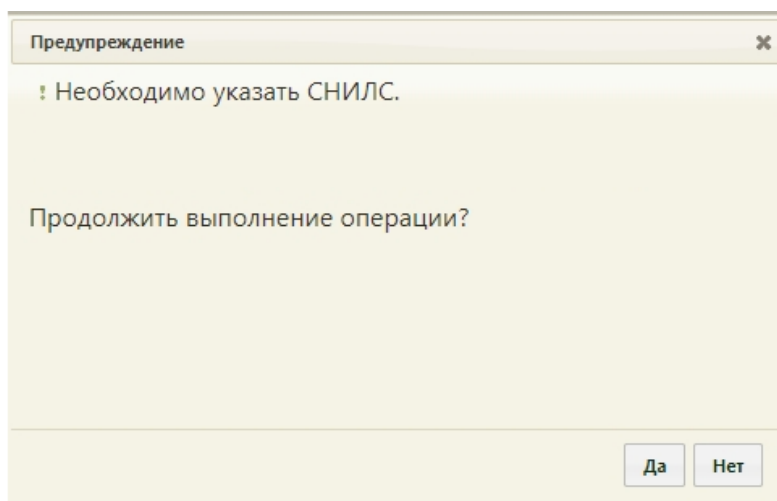 Предупреждение
! Необходимо указать СНИЛС.
Продолжить выполнение операции?
Да Нет